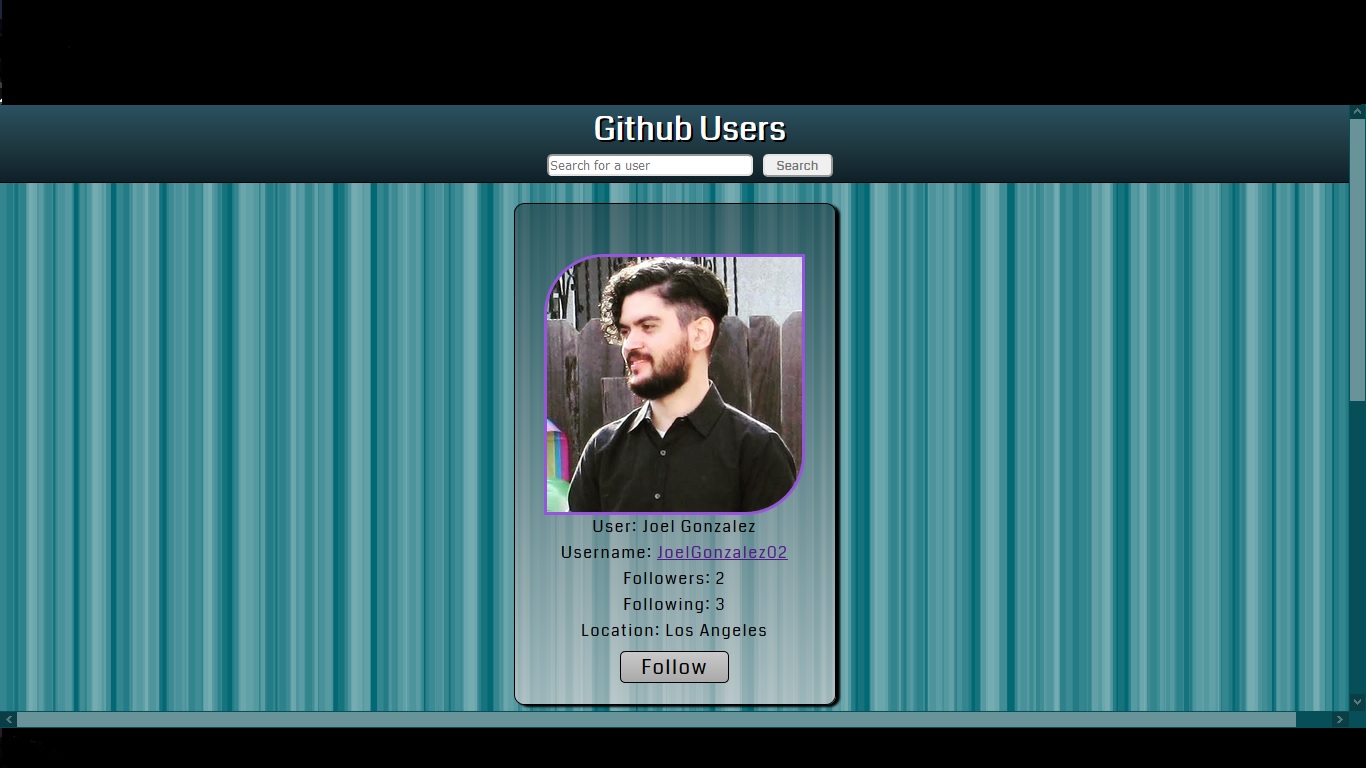 Github Users
Search for a user Search
User: Joel Gonzalez
Username: JoelGonzalez02
Followers: 2
Following: 3
Location: Los Angeles
Follow